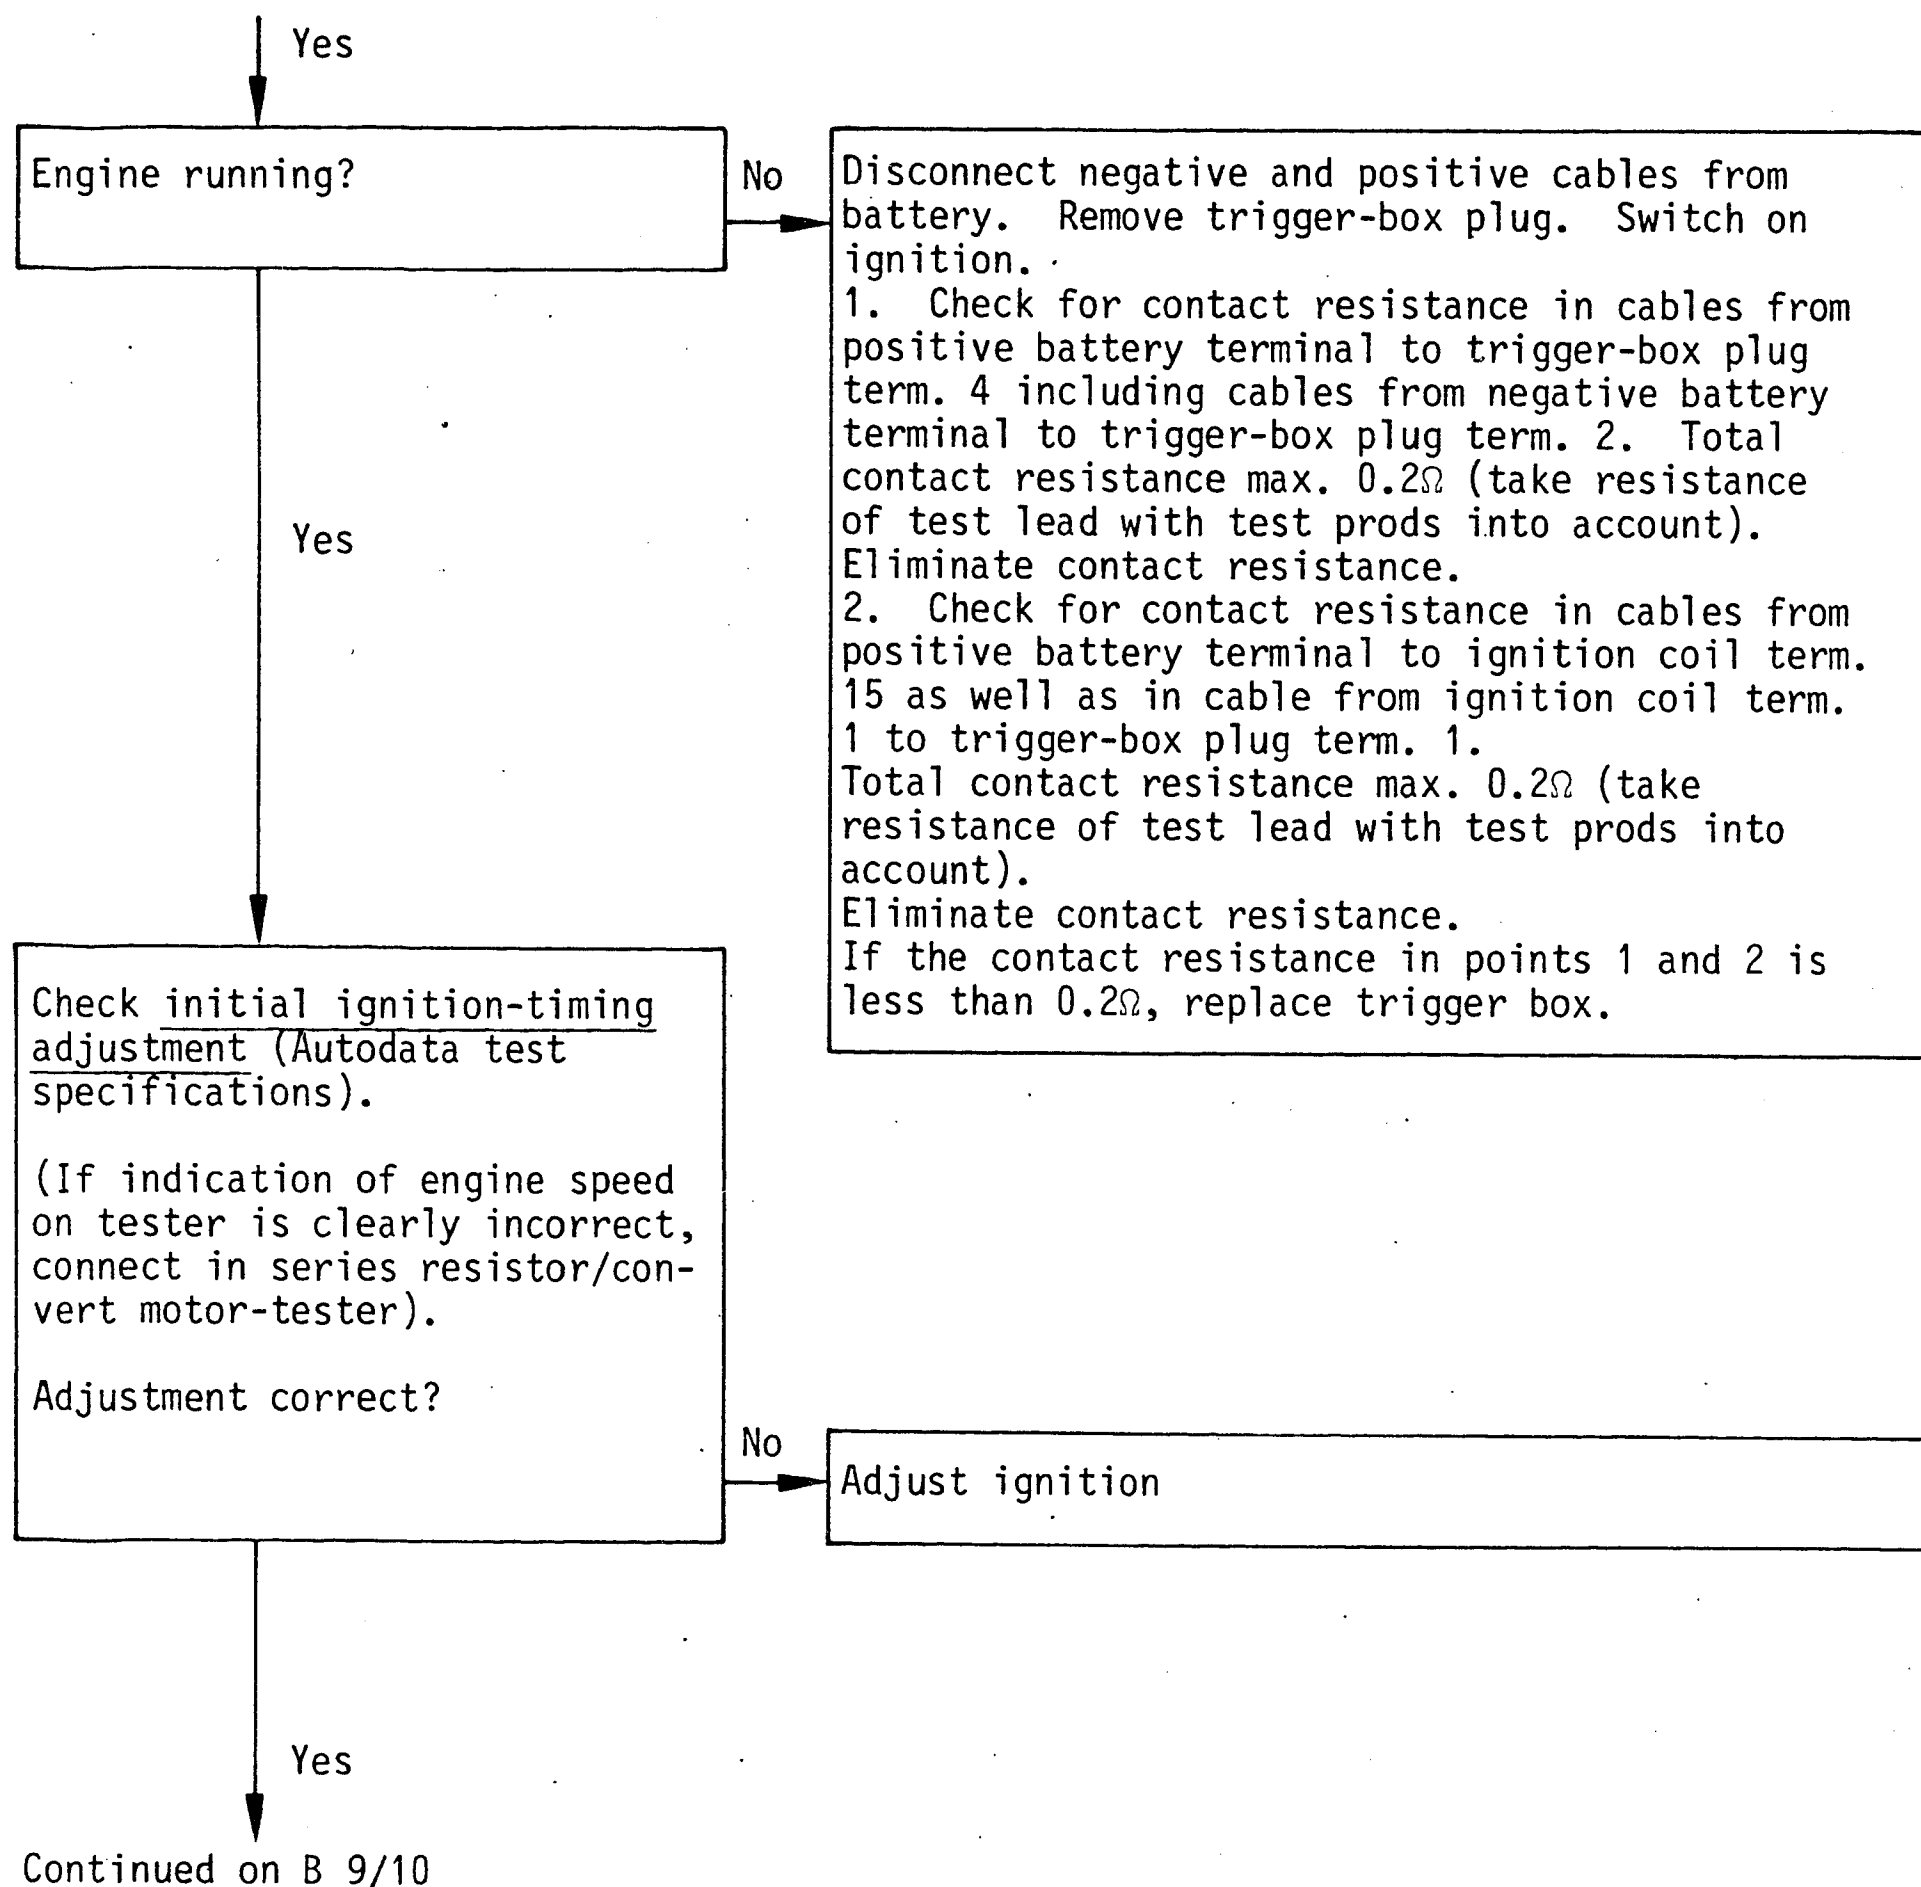 Yes
Engine running?
No
Disconnect negative and positive cables from
battery. Remove trigger-box plug. Switch on
ignition.
1. Check for contact resistance in cables from
positive battery terminal to trigger-box plug
term. 4 including cables from negative battery
terminal to trigger-box plug term. 2. Total
contact resistance max. 0.2Ω (take resistance
of test lead with test prods into account).
Eliminate contact resistance.
2. Check for contact resistance in cables from
positive battery terminal to ignition coil term.
15 as well as in cable from ignition coil term.
1 to trigger-box plug term. 1.
Total contact resistance max. 0.2Ω (take
resistance of test lead with test prods into
account).
Eliminate contact resistance.
If the contact resistance in points 1 and 2 is
less than 0.2Ω, replace trigger box.
Yes
Check initial ignition-timing
adjustment (Autodata test
specifications).
(If indication of engine speed
on tester is clearly incorrect,
connect in series resistor/con-
vert motor-tester).
Adjustment correct?
No
Adjust ignition
Yes
Continued on B 9/10